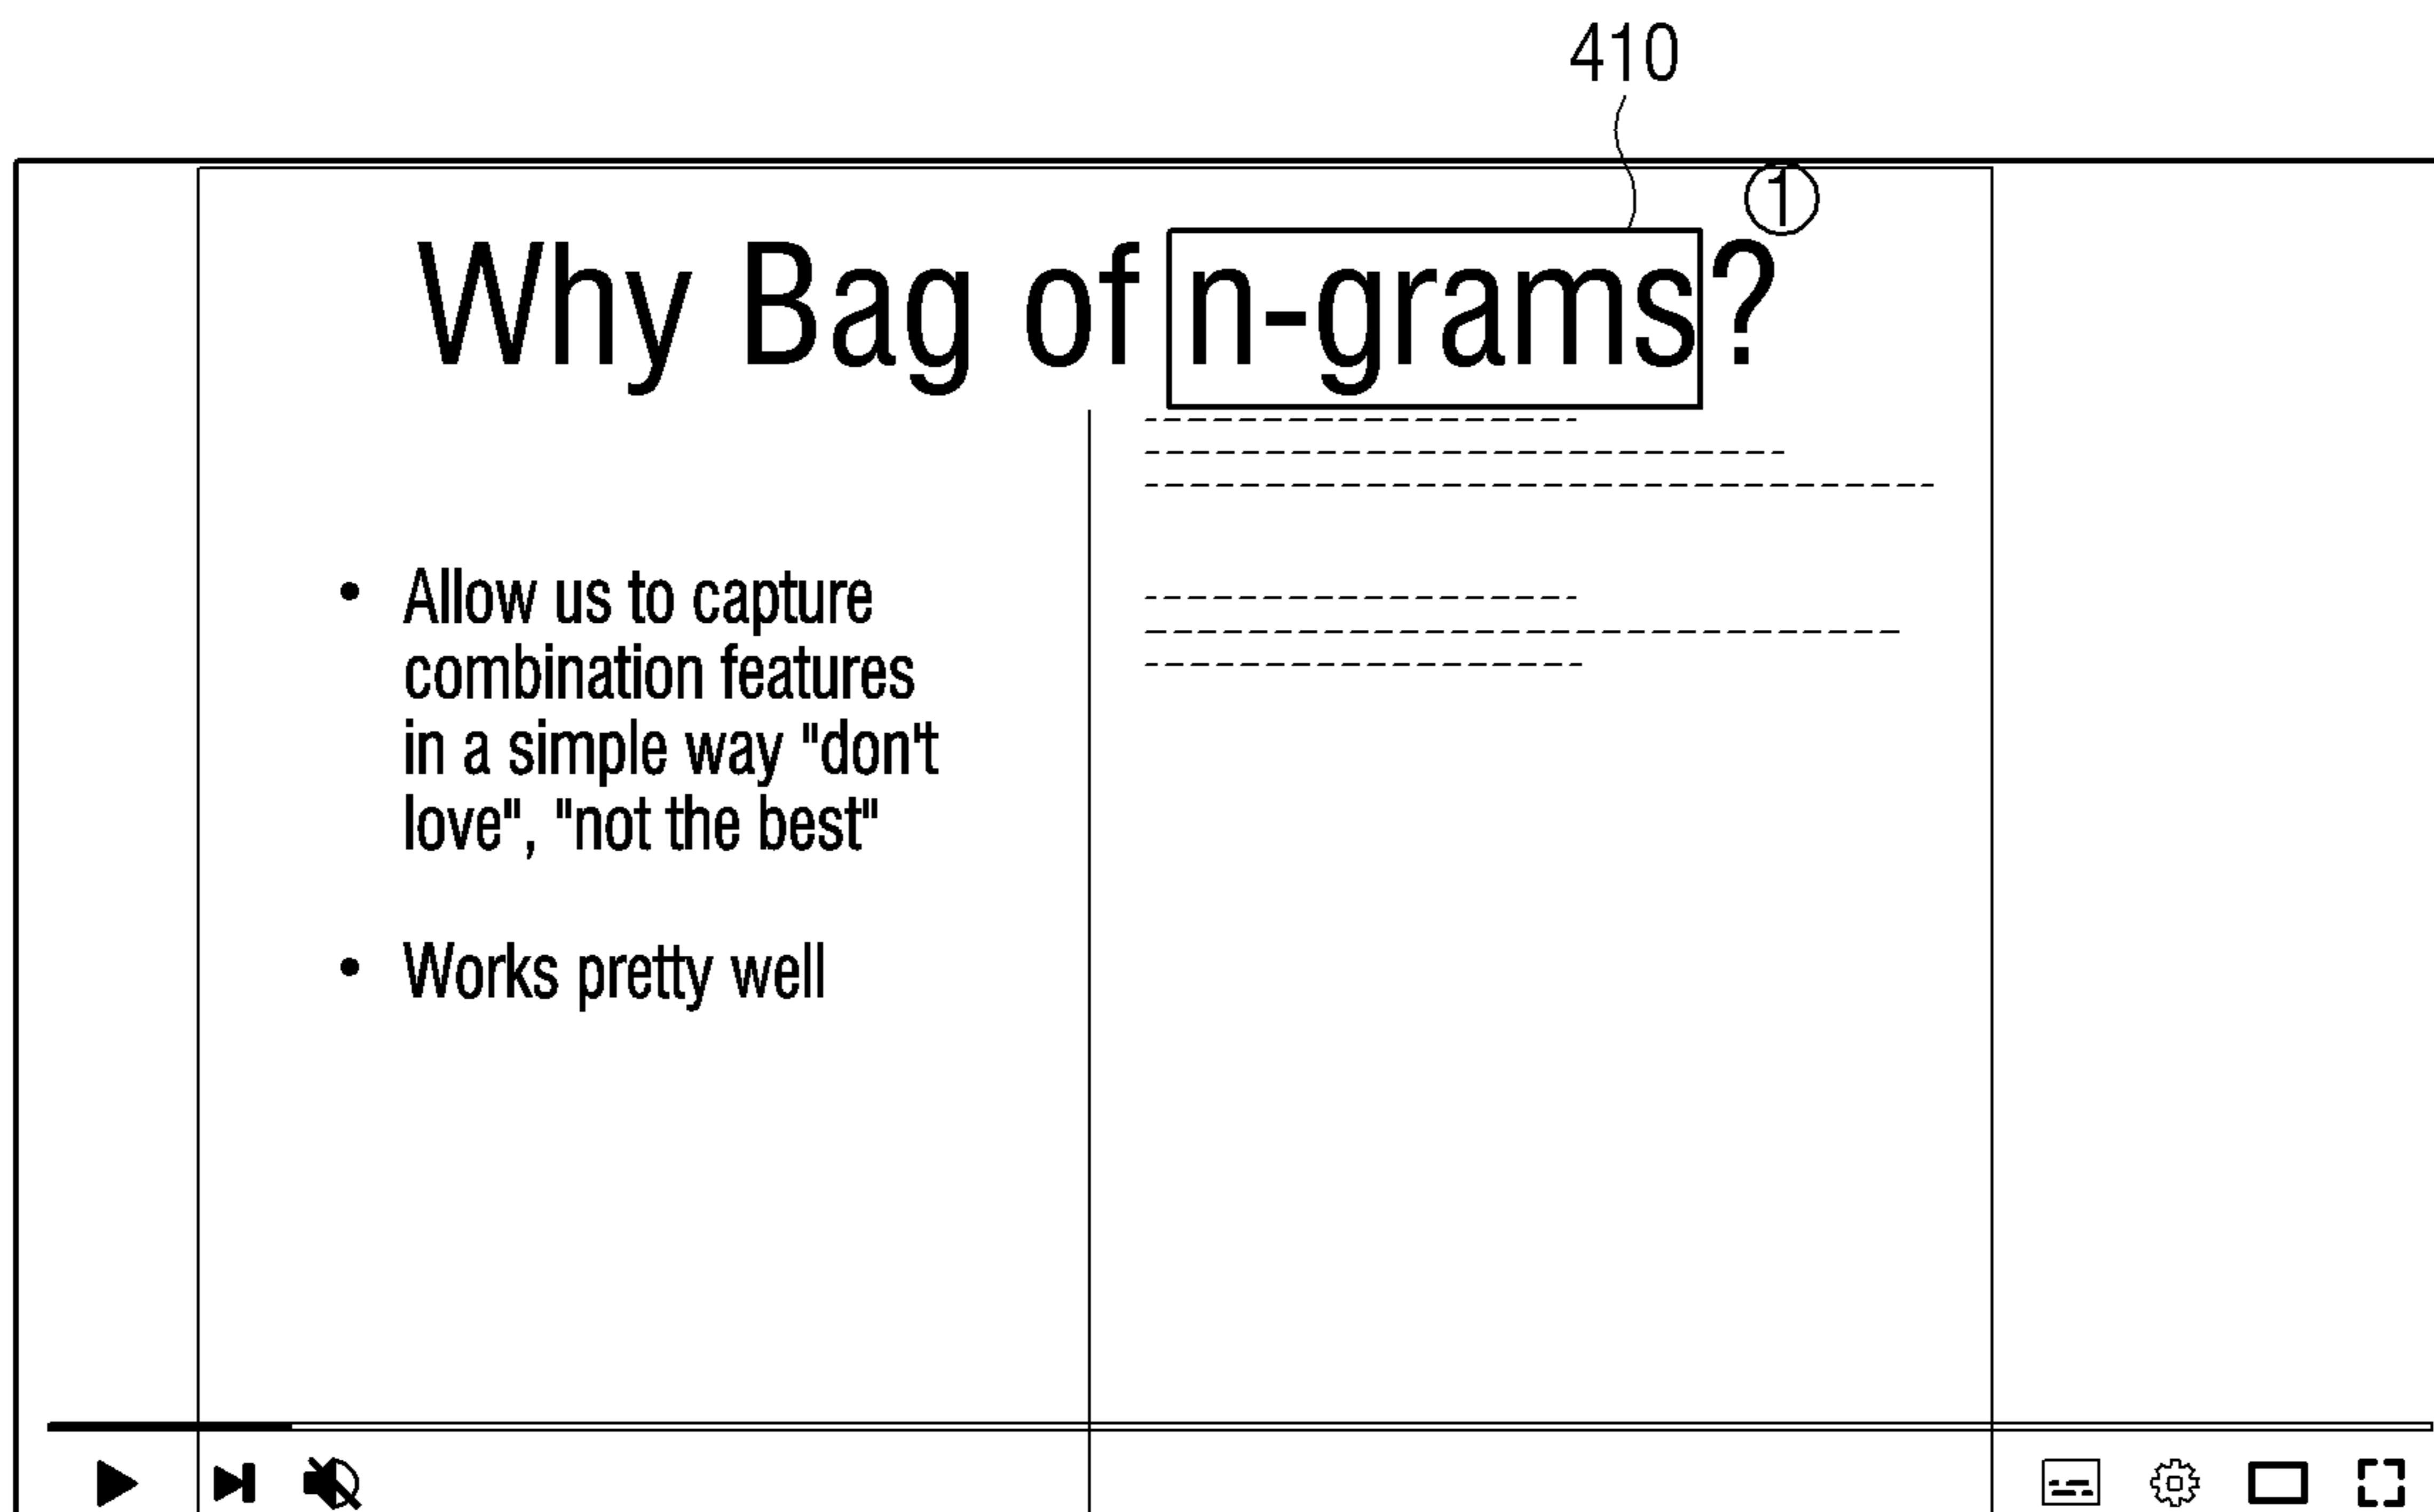 410
①
Why Bag of n-grams?
• Allow us to capture
combination features
in a simple way "don't
love", "not the best"
• Works pretty well